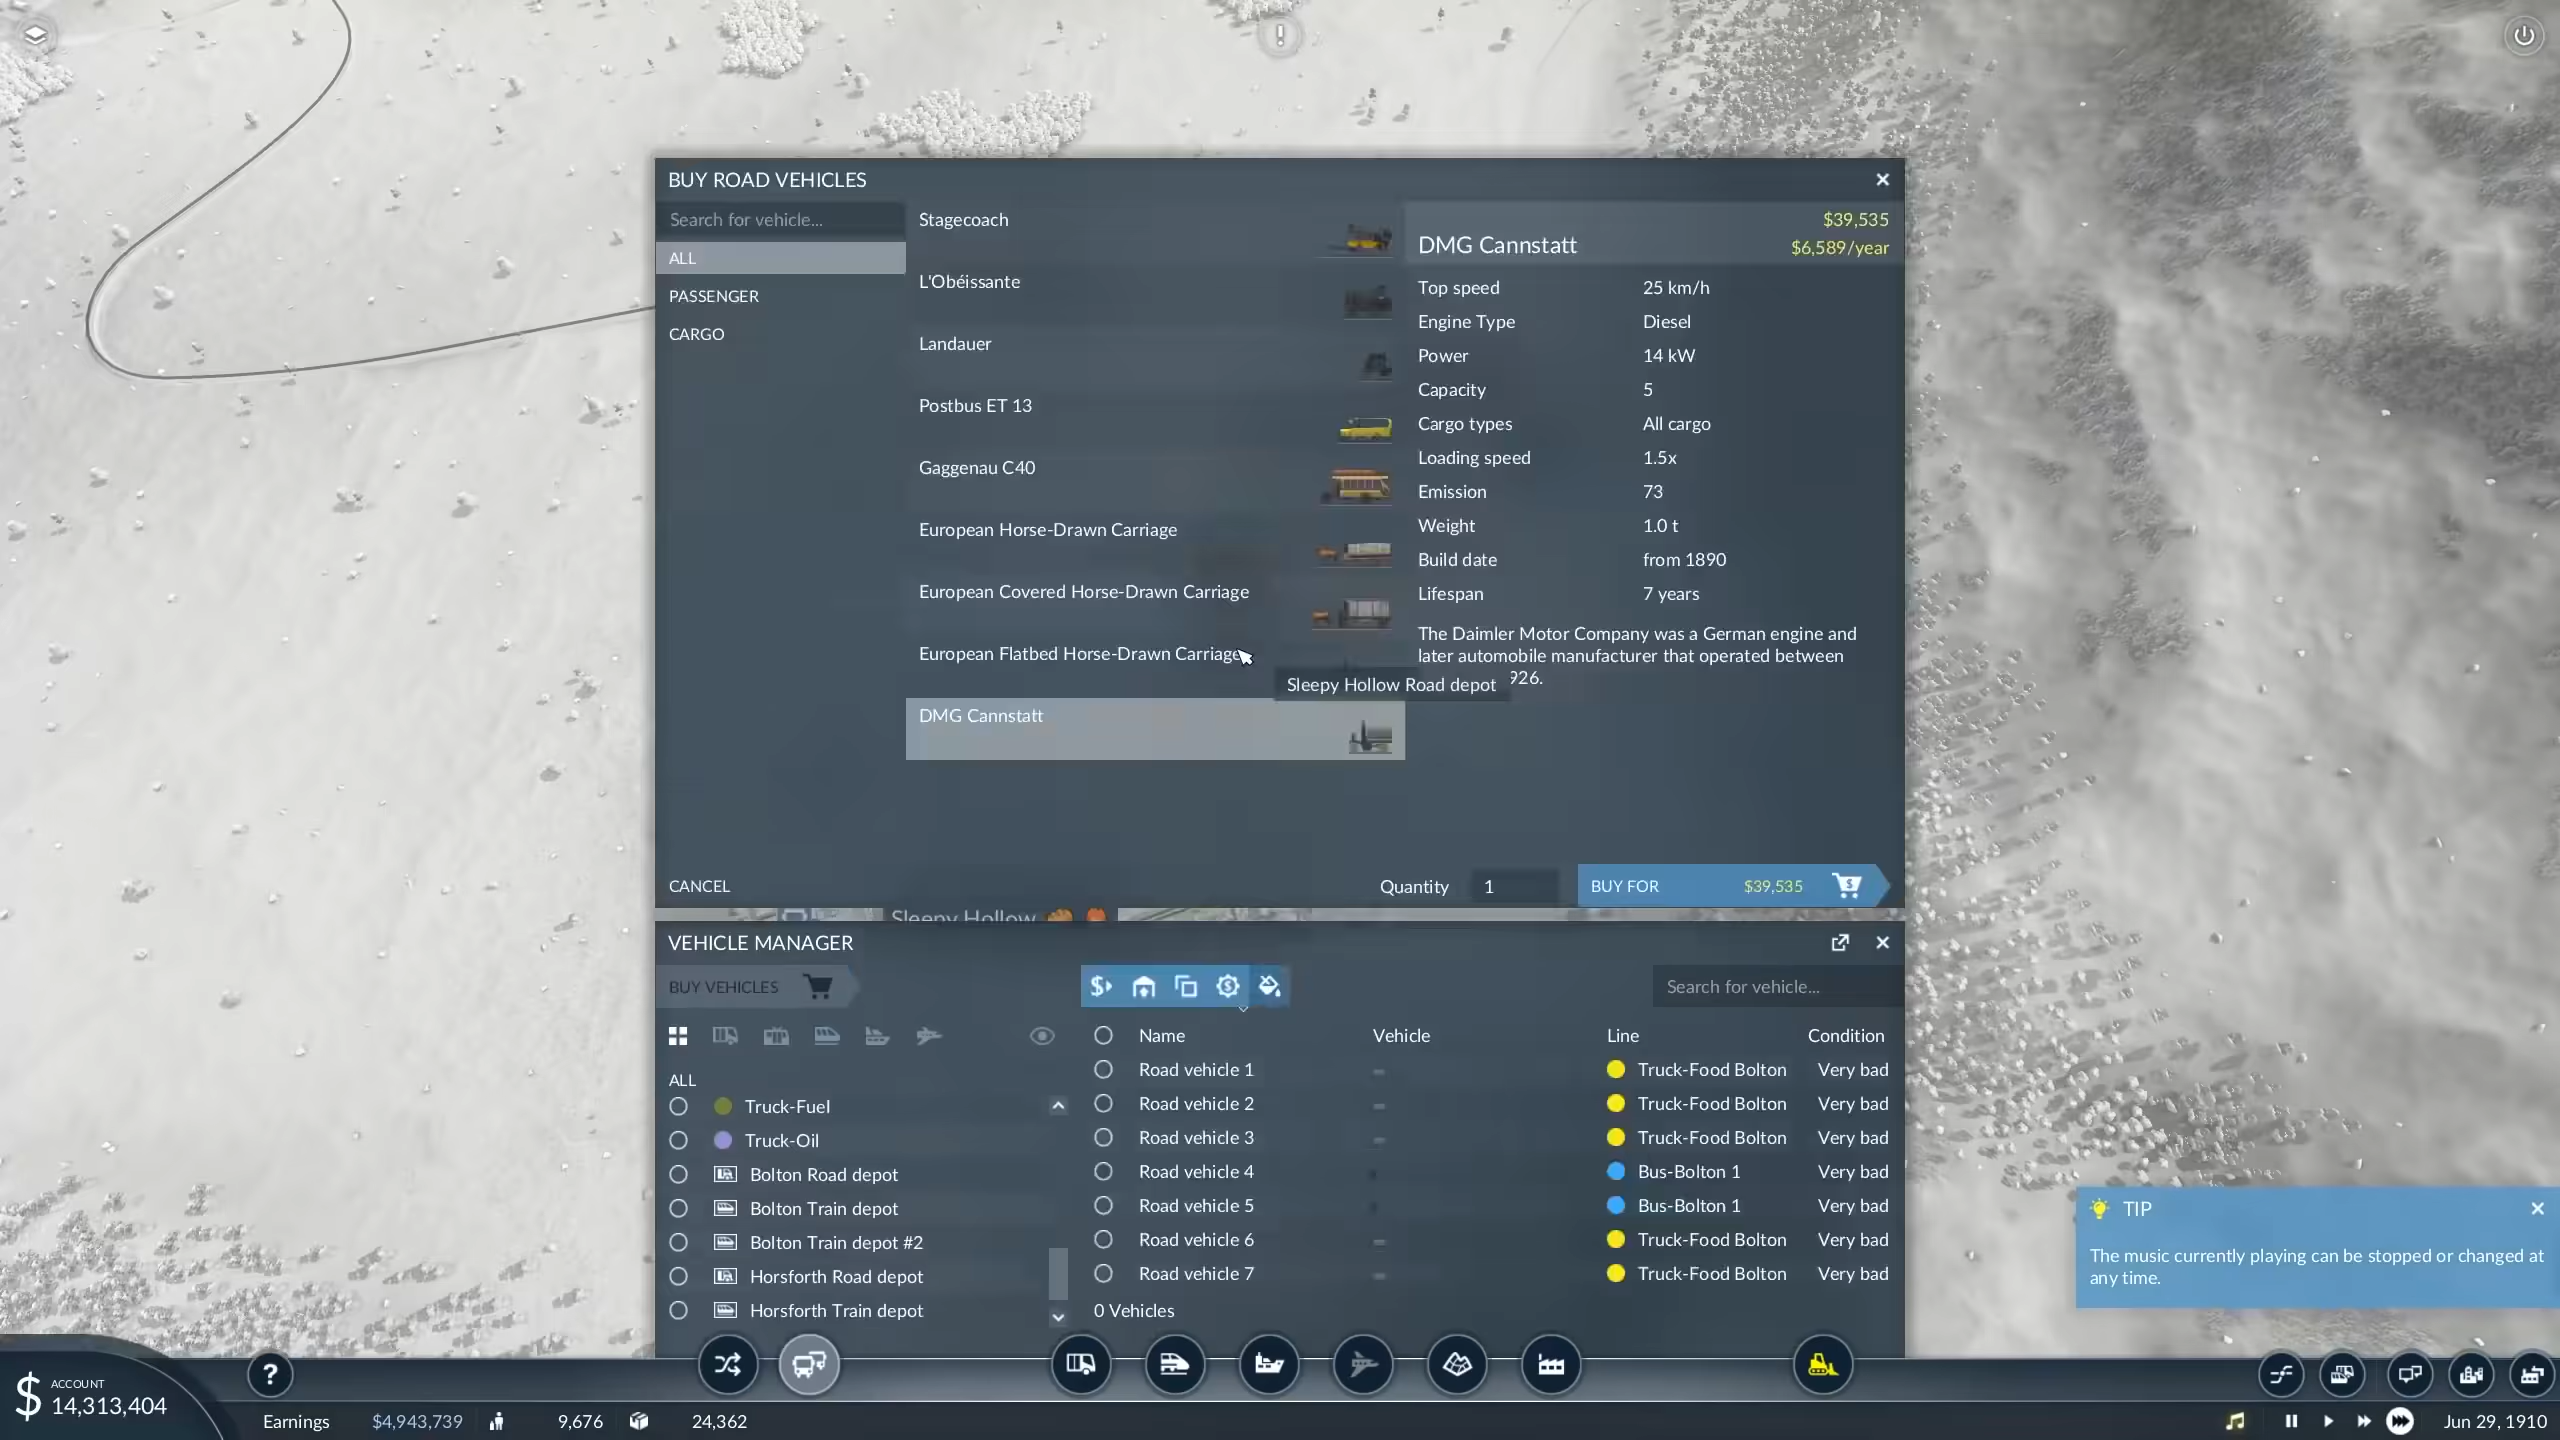 BUY ROAD VEHICLES
Search for vehicle...
ALL
PASSENGER
CARGO
Stagecoach
L'Obéissante
Landauer
Postbus ET 13
Gaggenau C40
European Horse-Drawn Carriage
European Covered Horse-Drawn Carriage
European Flatbed Horse-Drawn Carriage
DMG Cannstatt
$39,535
DMG Cannstatt
$6,589/year
Top speed 25 km/h
Engine Type Diesel
Power 14 kW
Capacity 5
Cargo types All cargo
Loading speed 1.5x
Emission 73
Weight 1.0 t
Build date from 1890
Lifespan 7 years
The Daimler Motor Company was a German engine and
later automobile manufacturer that operated between
926.
Sleepy Hollow Road depot
CANCEL
Quantity 1
BUY FOR $39,535
Sleepy Hollow
VEHICLE MANAGER
BUY VEHICLES
Search for vehicle...
ALL
Truck-Fuel
Truck-Oil
Bolton Road depot
Bolton Train depot
Bolton Train depot #2
Horsforth Road depot
Horsforth Train depot
Name Vehicle Line Condition
Road vehicle 1 Truck-Food Bolton Very bad
Road vehicle 2 Truck-Food Bolton Very bad
Road vehicle 3 Truck-Food Bolton Very bad
Road vehicle 4 Bus-Bolton 1 Very bad
Road vehicle 5 Bus-Bolton 1 Very bad
Road vehicle 6 Truck-Food Bolton Very bad
Road vehicle 7 Truck-Food Bolton Very bad
0 Vehicles
TIP
The music currently playing can be stopped or changed at
any time.
$ ACCOUNT
14,313,404
?
Earnings $4,943,739 9,676 24,362
Jun 29, 1910